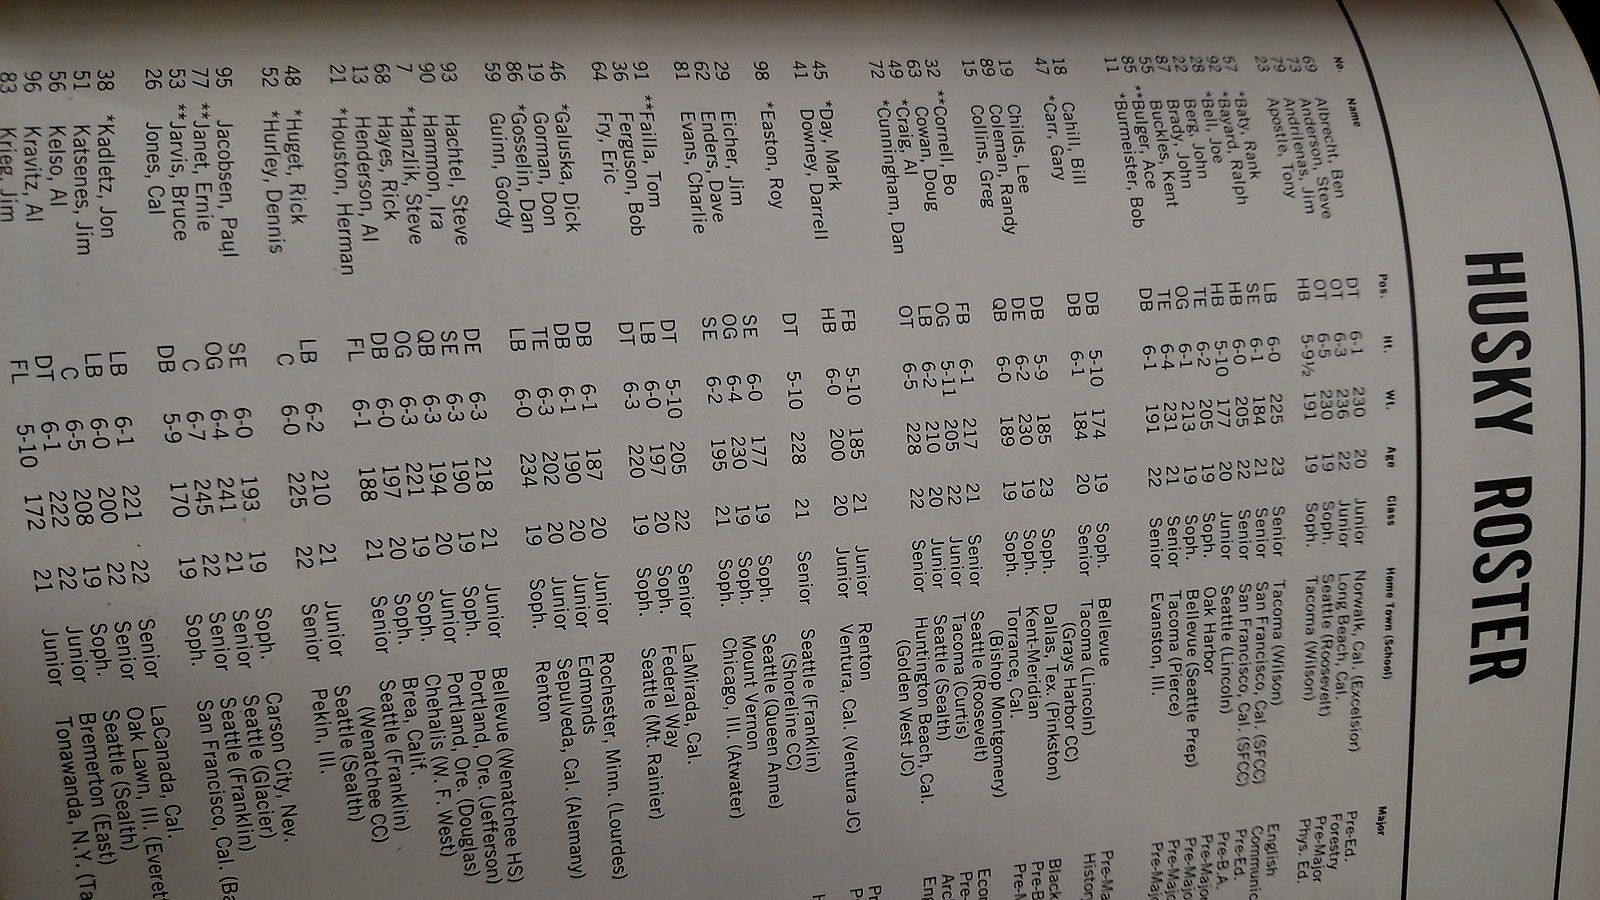 HUSKY ROSTER
No. Name Pos. Ht. Wt. Age Class Home Town (School) Major
69 Albrecht, Ben DT 6-1 230 20 Junior Norwalk, Cal. (Excelsior) Pre-Ed.
73 Anderson, Steve OT 6-3 236 22 Junior Long Beach, Cal. Forestry
79 Andrilenas, Jim OT 6-5 230 19 Soph. Seattle (Roosevelt) Pre-Major
23 Apostle, Tony HB 5-9½ 191 19 Soph. Tacoma (Wilson) Phys. Ed.
57 *Baty, Rank LB 6-0 225 23 Senior Tacoma (Wilson) English
92 *Bayard, Ralph SE 6-1 184 21 Senior San Francisco, Cal. (SFCC) Communic
28 *Bell, Joe HB 6-0 205 22 Senior San Francisco, Cal. (SFCC) Pre-Ed.
22 Berg, John HB 5-10 177 20 Junior Seattle (Lincoln) Pre-B.A.
87 Brady, John TE 6-2 205 19 Soph. Oak Harbor Pre-Major
55 Buckles, Kent OG 6-1 213 19 Soph. Bellevue (Seattle Prep) Pre-Majo
85 **Bulger, Ace TE 6-4 231 21 Senior Tacoma (Pierce) Pre-Majo
11 *Burmeister, Bob DB 6-1 191 22 Senior Evanston, Ill. Pre-Majo
18 Cahill, Bill DB 5-10 174 19 Soph. Bellevue Pre-Ma
47 *Carr, Gary DB 6-1 184 20 Senior Tacoma (Lincoln) History
(Grays Harbor CC)
19 Childs, Lee DB 5-9 185 23 Soph. Dallas, Tex. (Pinkston) Black
89 Coleman, Randy DE 6-2 230 19 Soph. Kent-Meridian Pre-B
15 Collins, Greg QB 6-0 189 19 Soph. Torrance, Cal. Pre-M
(Bishop Montgomery)
32 **Cornell, Bo FB 6-1 217 21 Senior Seattle (Roosevelt) Econ
63 Cowan, Doug OG 5-11 205 22 Junior Tacoma (Curtis) Pre-
49 *Craig, Al LB 6-2 210 20 Junior Seattle (Sealth) Arc
72 *Cunningham, Dan OT 6-5 228 22 Senior Huntington Beach, Cal. Eng
(Golden West JC)
45 *Day, Mark FB 5-10 185 21 Junior Renton Pr
41 Downey, Darrell HB 6-0 200 20 Junior Ventura, Cal. (Ventura JC)
98 *Easton, Roy DT 5-10 228 21 Senior Seattle (Franklin)
(Shoreline CC)
29 Eicher, Jim SE 6-0 177 19 Soph. Seattle (Queen Anne)
62 Enders, Dave OG 6-4 230 19 Soph. Mount Vernon
81 Evans, Charlie SE 6-2 195 21 Senior Chicago, Ill. (Atwater)
91 **Failla, Tom DT 5-10 205 22 Senior LaMirada, Cal.
36 Ferguson, Bob LB 6-0 197 20 Soph. Federal Way
64 Fry, Eric DT 6-3 220 19 Soph. Seattle (Mt. Rainier)
46 *Galuska, Dick DB 6-1 187 20 Junior Rochester, Minn. (Lourdes)
19 Gorman, Don DB 6-1 190 20 Junior Edmonds
86 *Gosselin, Dan TE 6-3 202 20 Junior Sepulveda, Cal. (Alemany)
59 Guinn, Gordy LB 6-0 234 19 Soph. Renton
93 Hachtel, Steve DE 6-3 218 21 Junior Bellevue (Wenatchee HS)
90 Hammon, Ira SE 6-3 190 19 Soph. Portland, Ore. (Jefferson)
7 *Hanzlik, Steve QB 6-3 194 20 Junior Portland, Ore. (Douglas)
68 Hayes, Rick OG 6-3 221 19 Soph. Chehalis (W. F. West)
13 Henderson, Al DB 6-0 197 20 Soph. Brea, Calif.
21 *Houston, Herman FL 6-1 188 21 Senior Seattle (Franklin)
(Wenatchee CC)
48 *Huget, Rick LB 6-2 210 21 Junior Seattle (Sealth)
52 *Hurley, Dennis C 6-0 225 22 Senior Pekin, Ill.
95 Jacobsen, Paul SE 6-0 193 19 Soph. Carson City, Nev.
77 **Janet, Ernie OG 6-4 241 21 Senior Seattle (Glacier)
53 **Jarvis, Bruce C 6-7 245 22 Senior Seattle (Franklin)
26 Jones, Cal DB 5-9 170 19 Soph. San Francisco, Cal. (Ba
38 *Kadletz, Jon LB 6-1 221 22 Senior LaCanada, Cal.
51 Katsenes, Jim LB 6-0 200 22 Senior Oak Lawn, Ill. (Everet
56 Kelso, Al C 6-5 208 19 Soph. Seattle (Sealth)
96 Kravitz, Al DT 6-1 222 22 Junior Bremerton (East)
83 Krieg, Jim FL 5-10 172 21 Junior Tonawanda, N.Y. (Ta